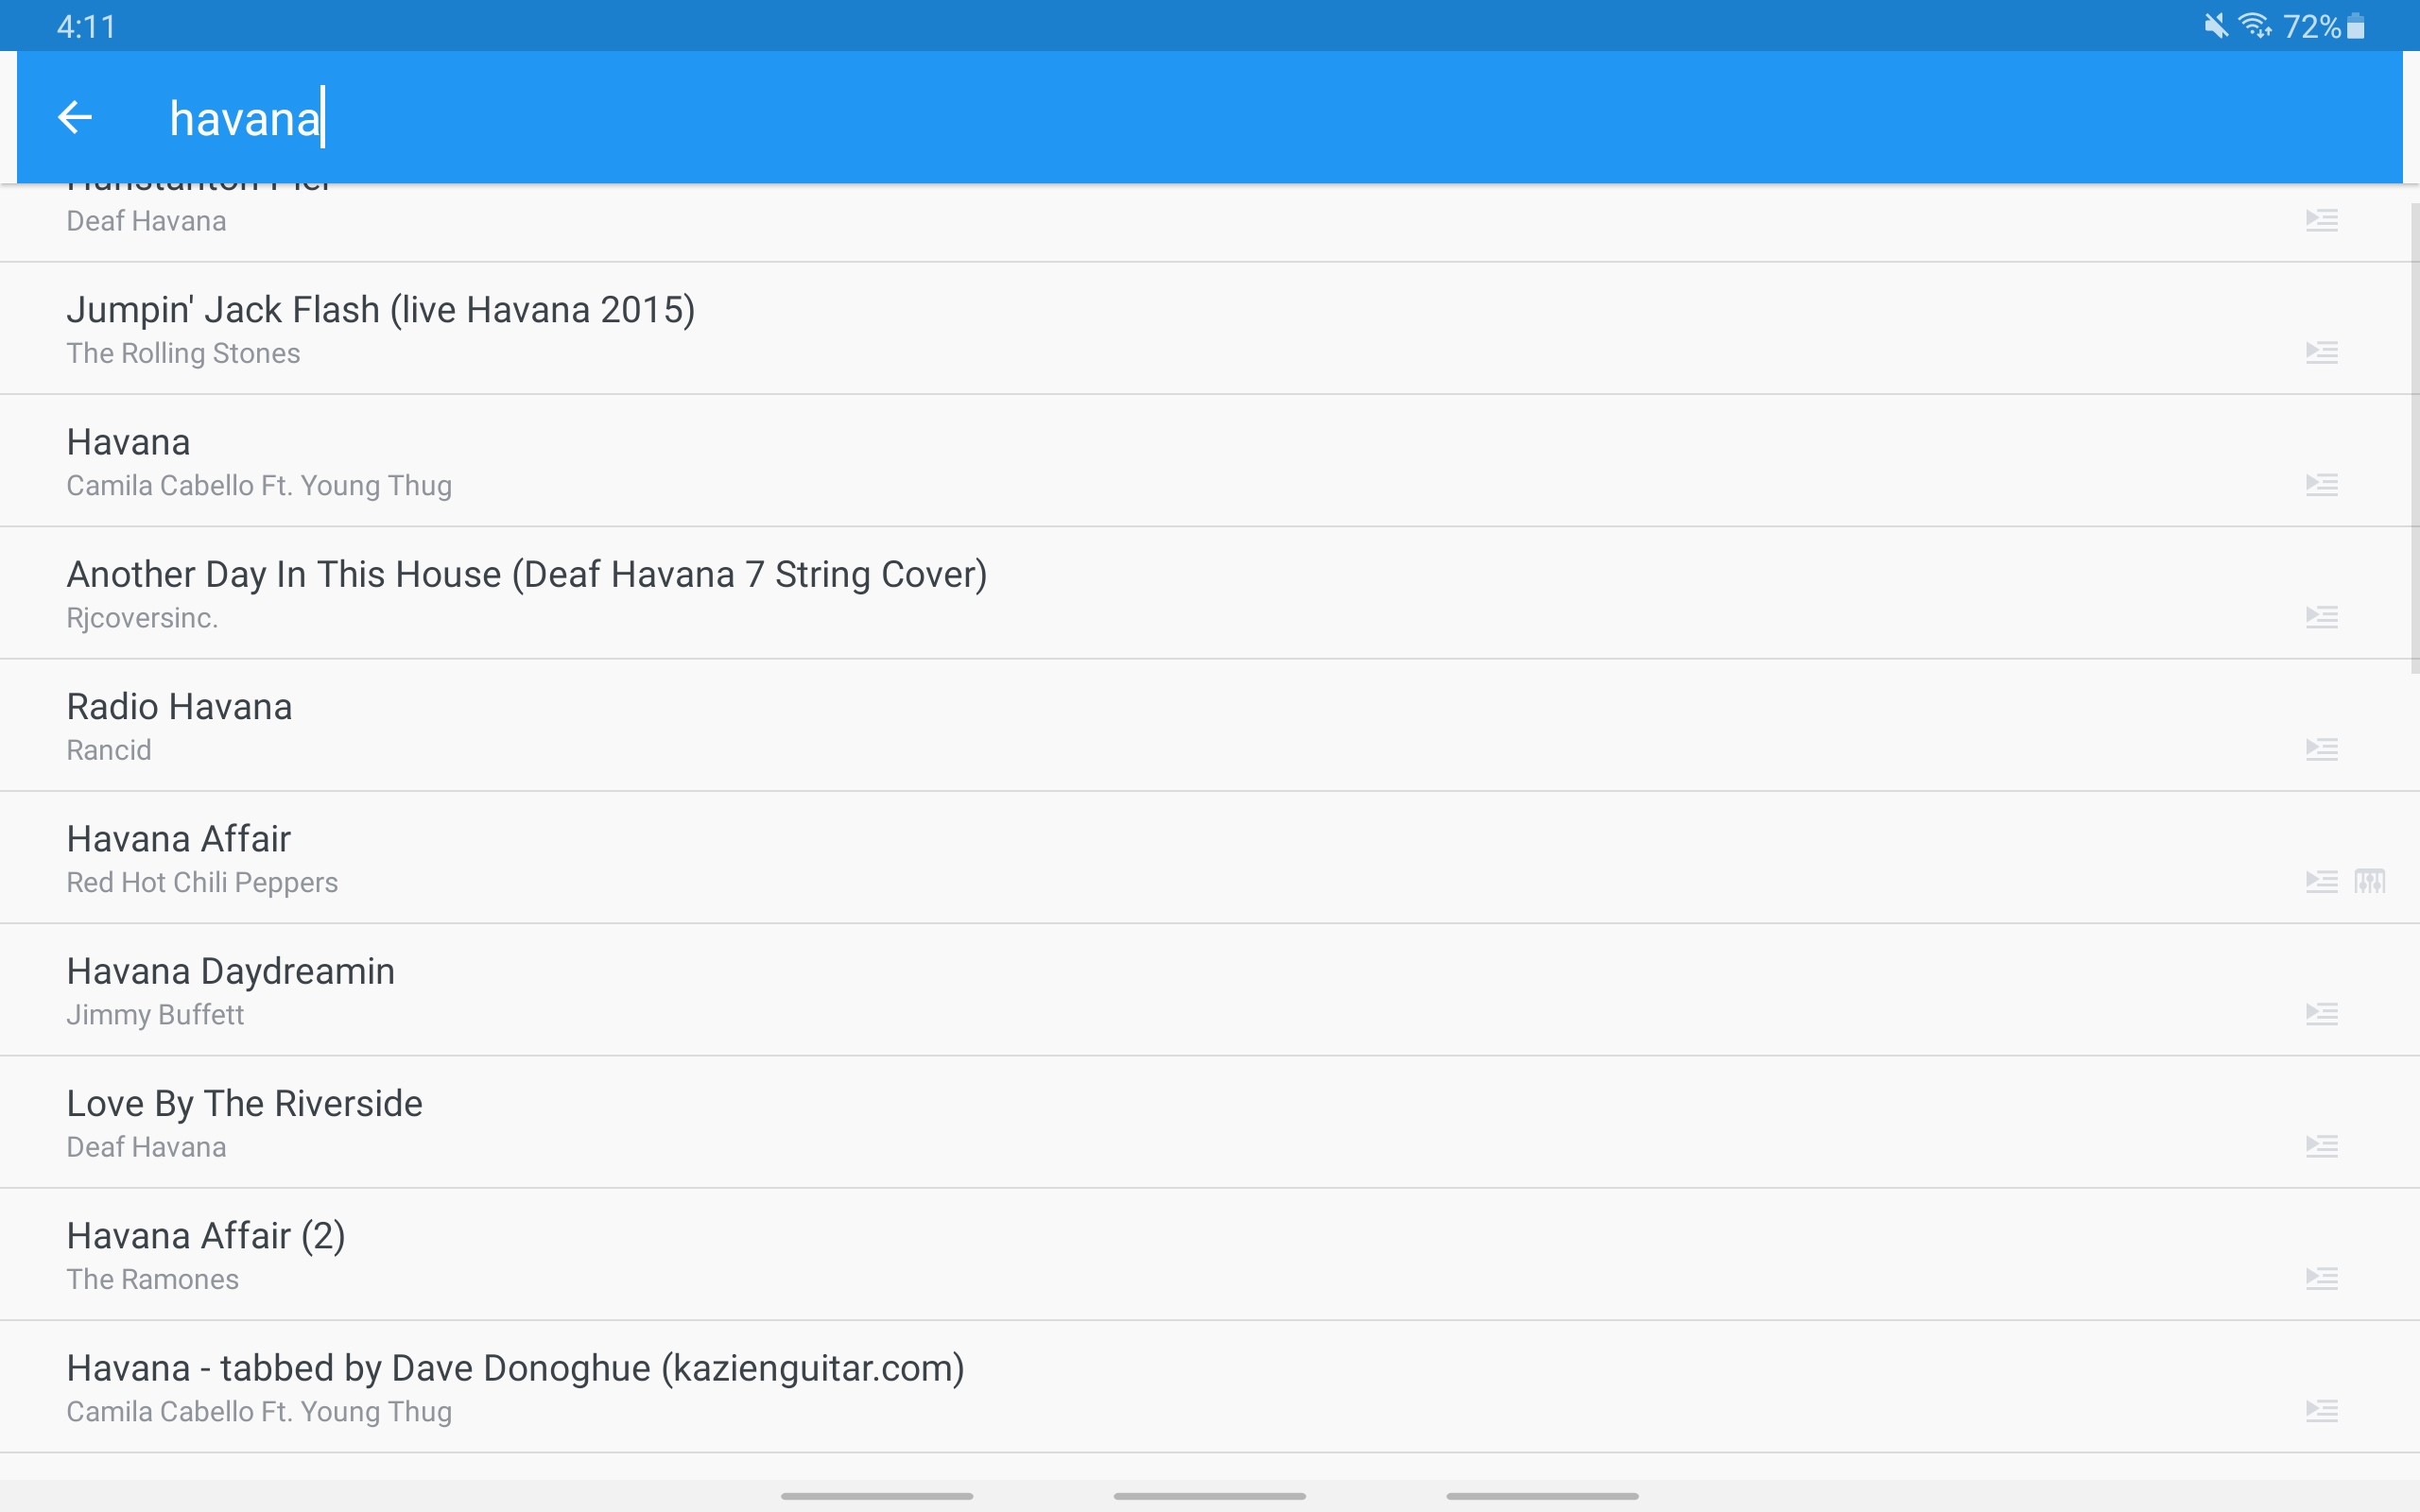 4:11
72%
havana
Hunstanton Pier
Deaf Havana
Jumpin' Jack Flash (live Havana 2015)
The Rolling Stones
Havana
Camila Cabello Ft. Young Thug
Another Day In This House (Deaf Havana 7 String Cover)
Rjcoversinc.
Radio Havana
Rancid
Havana Affair
Red Hot Chili Peppers
Havana Daydreamin
Jimmy Buffett
Love By The Riverside
Deaf Havana
Havana Affair (2)
The Ramones
Havana - tabbed by Dave Donoghue (kazienguitar.com)
Camila Cabello Ft. Young Thug